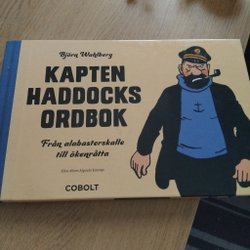 Björn Wahlberg
KAPTEN
HADDOCKS
ORDBOK
Från alabasterskalle
till ökenråtta
COBOLT